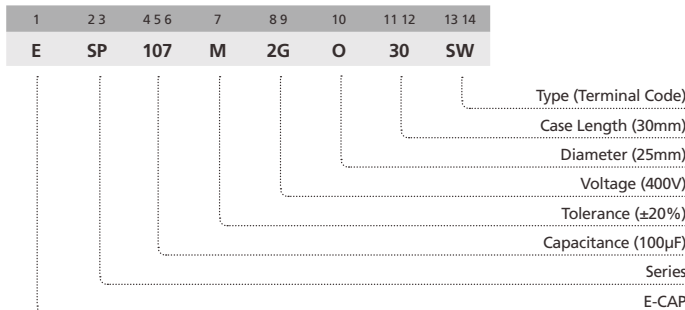 1 2 3 4 5 6 7 8 9 10 11 12 13 14
E SP 107 M 2G O 30 SW
Type (Terminal Code)
Case Length (30mm)
Diameter (25mm)
Voltage (400V)
Tolerance (±20%)
Capacitance (100µF)
Series
E-CAP